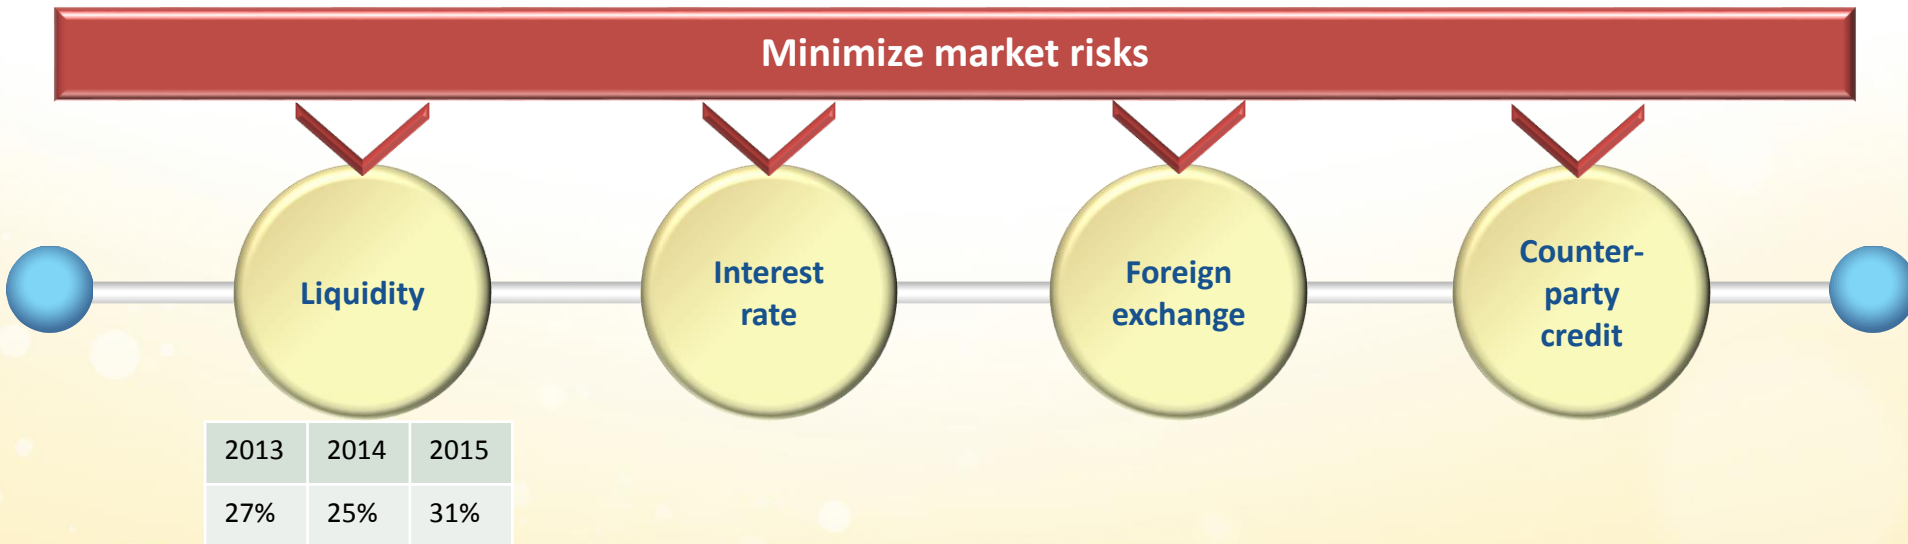 Minimize market risks
Liquidity
Interest
rate
Foreign
exchange
Counter-
party
credit
2013 2014 2015
27% 25% 31%